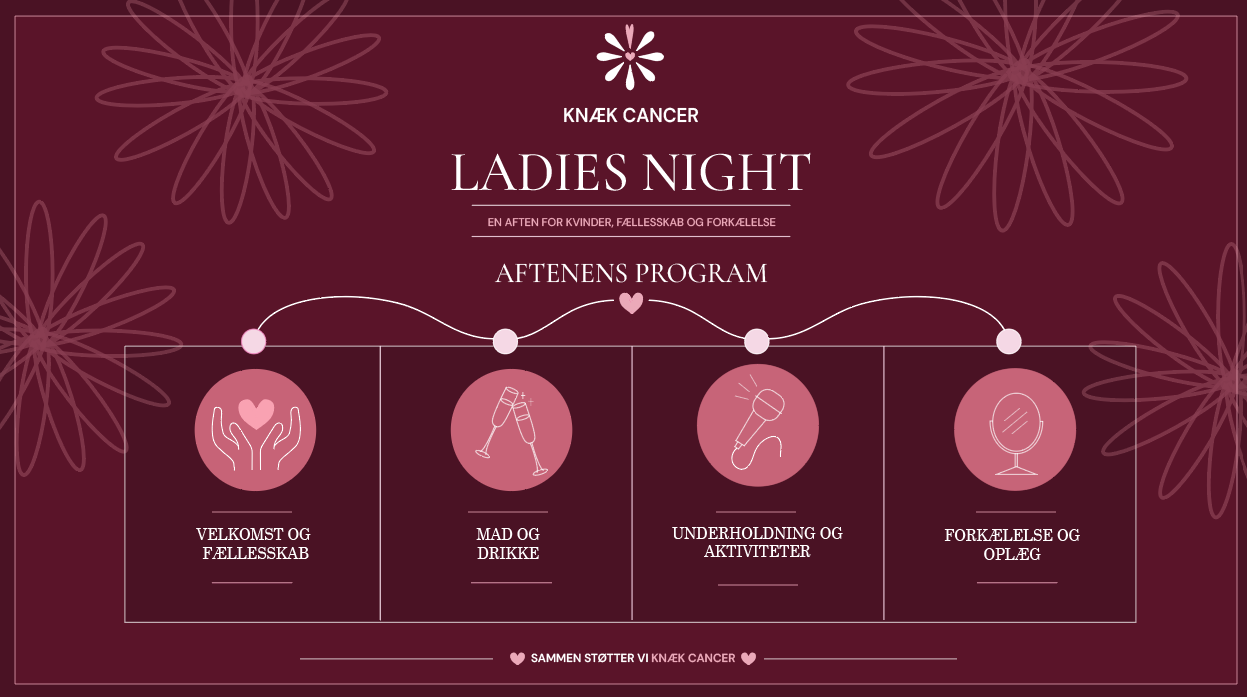 KNÆK CANCER
LADIES NIGHT
EN AFTEN FOR KVINDER, FÆLLESSKAB OG FORKÆLELSE
AFTENENS PROGRAM
VELKOMST OG
FÆLLESSKAB
MAD OG
DRIKKE
UNDERHOLDNING OG
AKTIVITETER
FORKÆLELSE OG
OPLÆG
SAMMEN STØTTER VI KNÆK CANCER